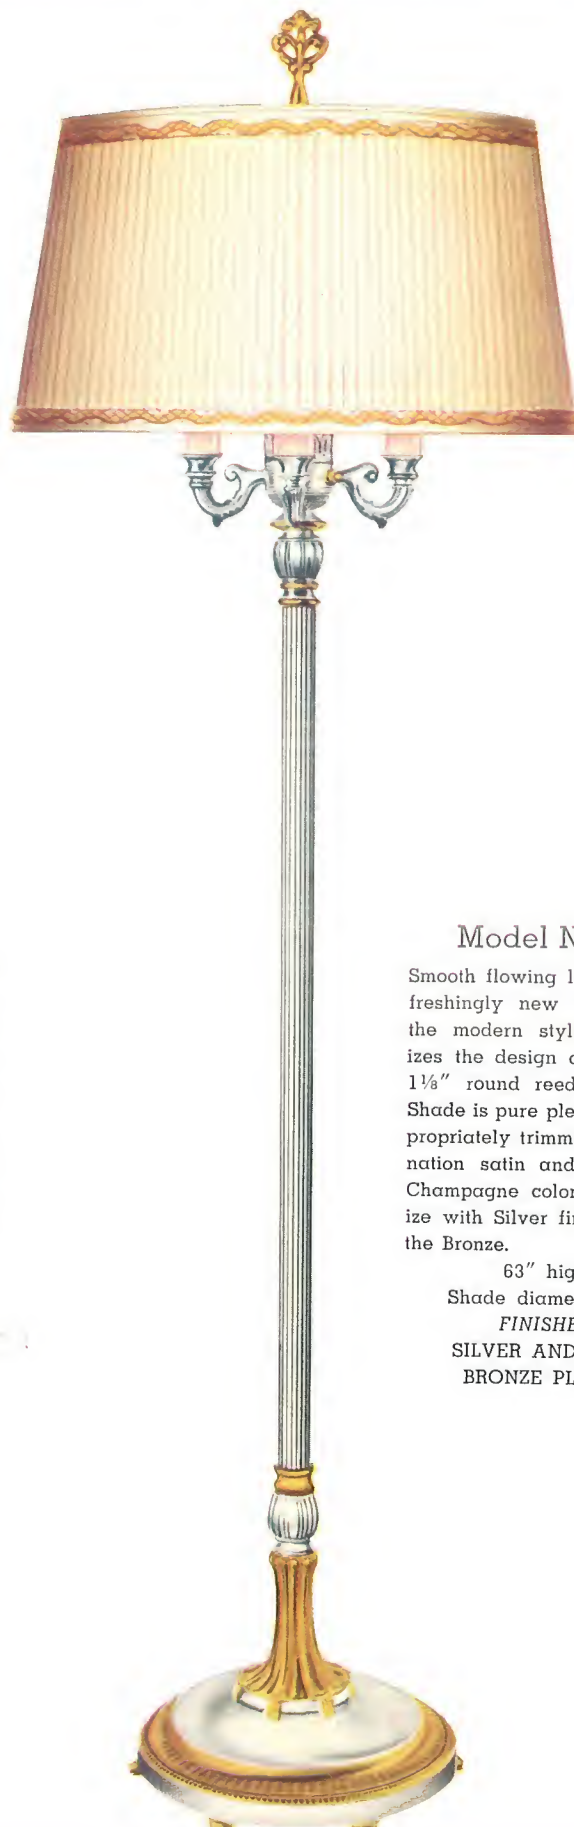 Model N
Smooth flowing l
freshingly new
the modern styl
izes the design o
1⅛" round reed
Shade is pure ple
propriately trimm
nation satin and
Champagne color
ize with Silver fin
the Bronze.
63" hig
Shade diame
FINISHE
SILVER AND
BRONZE PL